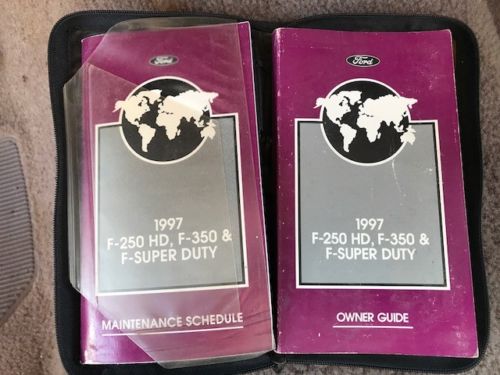 Ford
1997
F-250 HD, F-350 &
F-SUPER DUTY
MAINTENANCE SCHEDULE
Ford
1997
F-250 HD, F-350 &
F-SUPER DUTY
OWNER GUIDE